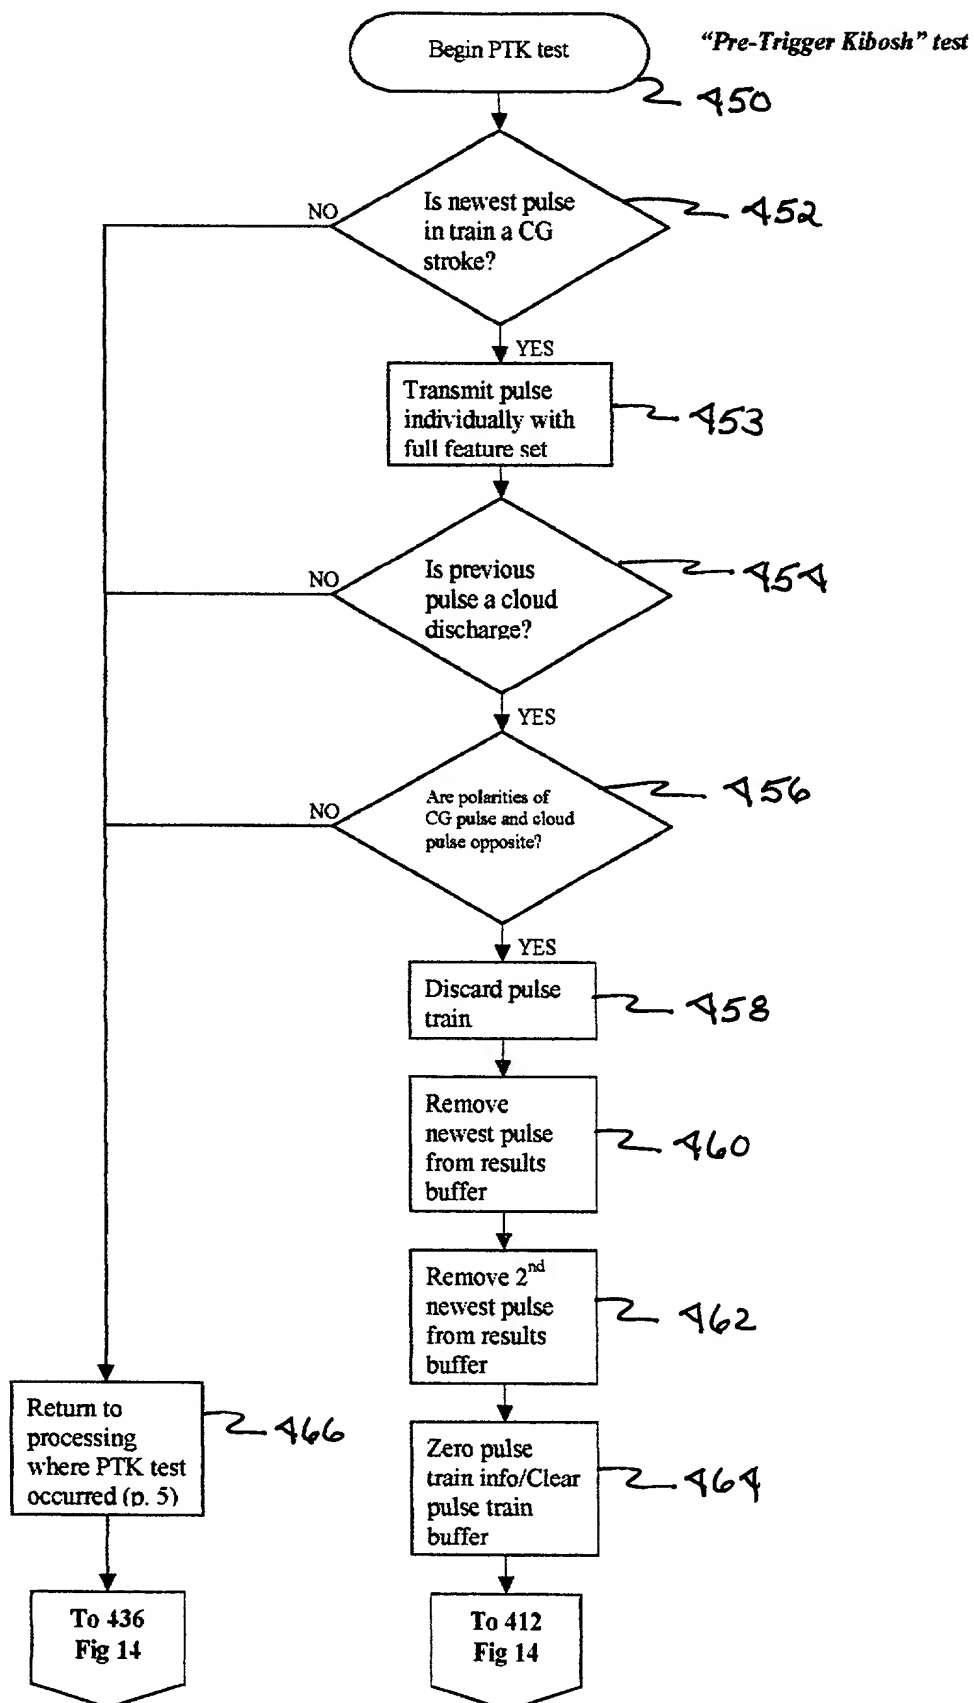 Begin PTK test
"Pre-Trigger Kibosh" test
450
Is newest pulse
in train a CG
stroke?
452
NO
YES
Transmit pulse
individually with
full feature set
453
Is previous
pulse a cloud
discharge?
454
NO
YES
Are polarities of
CG pulse and cloud
pulse opposite?
456
NO
YES
Discard pulse
train
458
Remove
newest pulse
from results
buffer
460
Remove 2nd
newest pulse
from results
buffer
462
Return to
processing
where PTK test
occurred (p. 5)
466
Zero pulse
train info/Clear
pulse train
buffer
464
To 436
Fig 14
To 412
Fig 14